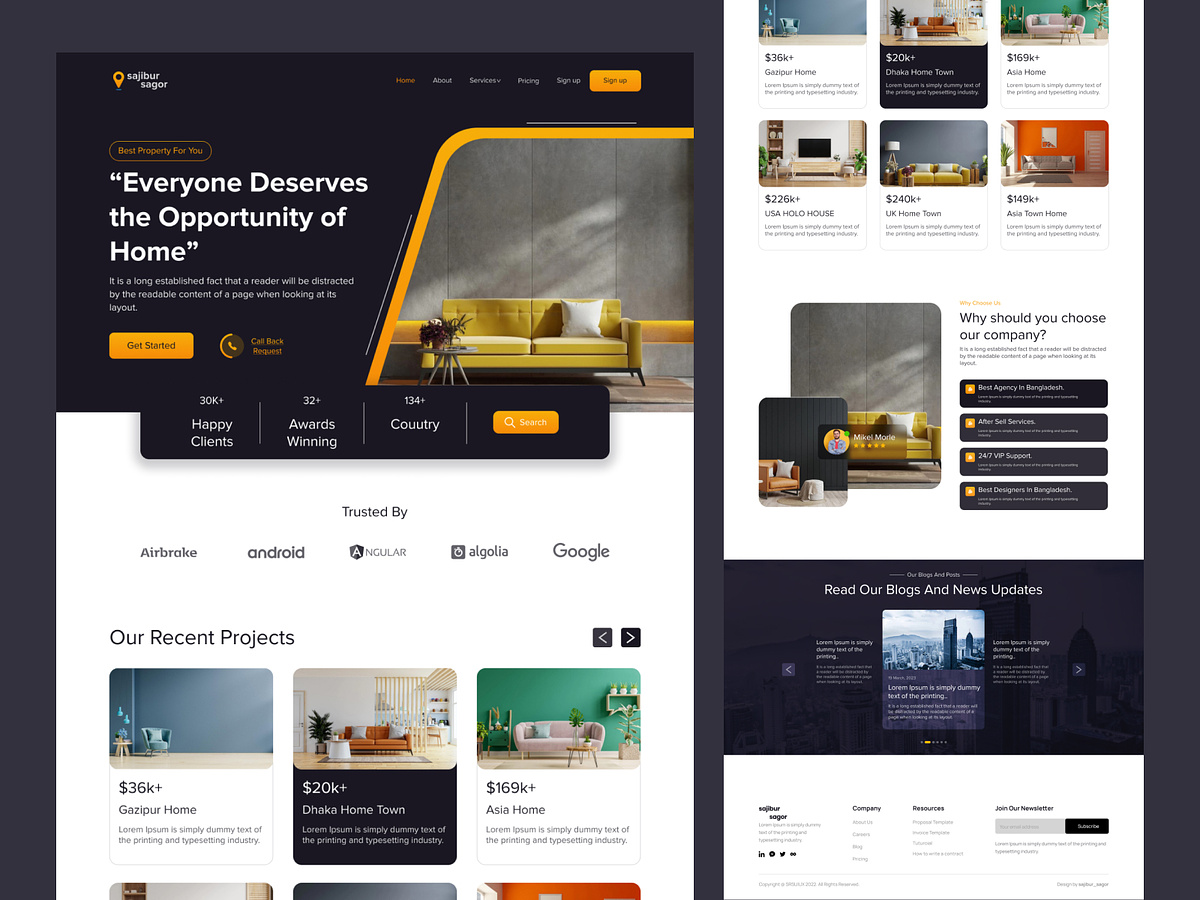 sajibur
sagor
Home
About
Services
Pricing
Sign up
Sign up
Best Property For You
“Everyone Deserves
the Opportunity of
Home”
It is a long established fact that a reader will be distracted
by the readable content of a page when looking at its
layout.
Get Started
Call Back
Request
30K+
Happy
Clients
32+
Awards
Winning
134+
Couutry
Search
Trusted By
Airbrake
android
ANGULAR
algolia
Google
Our Recent Projects
$36k+
Gazipur Home
Lorem Ipsum is simply dummy text of
the printing and typesetting industry.
$20k+
Dhaka Home Town
Lorem Ipsum is simply dummy text of
the printing and typesetting industry.
$169k+
Asia Home
Lorem Ipsum is simply dummy text of
the printing and typesetting industry.
$36k+
Gazipur Home
Lorem Ipsum is simply dummy text of
the printing and typesetting industry.
$20k+
Dhaka Home Town
Lorem Ipsum is simply dummy text of
the printing and typesetting industry.
$169k+
Asia Home
Lorem Ipsum is simply dummy text of
the printing and typesetting industry.
$226k+
USA HOLO HOUSE
Lorem Ipsum is simply dummy text of
the printing and typesetting industry.
$240k+
UK Home Town
Lorem Ipsum is simply dummy text of
the printing and typesetting industry.
$149k+
Asia Town Home
Lorem Ipsum is simply dummy text of
the printing and typesetting industry.
Mikel Morle
Why Choose Us
Why should you choose
our company?
It is a long established fact that a reader will be distracted
by the readable content of a page when looking at its
layout.
Best Agency In Bangladesh.
Lorem Ipsum is simply dummy text of the printing and typesetting
industry.
After Sell Services.
Lorem Ipsum is simply dummy text of the printing and typesetting
industry.
24/7 VIP Support.
Lorem Ipsum is simply dummy text of the printing and typesetting
industry.
Best Designers In Bangladesh.
Lorem Ipsum is simply dummy text of the printing and typesetting
industry.
Our Blogs And Posts
Read Our Blogs And News Updates
Lorem Ipsum is simply
dummy text of the
printing..
It is a long established fact that
a reader will be distracted by the
readable content of a page
when looking at its layout.
March, 2022
Lorem Ipsum is simply dummy
text of the printing..
It is a long established fact that a reader will
be distracted by the readable content of a
page when looking at its layout.
Lorem Ipsum is simply
dummy text of the
printing..
It is a long established fact that
a reader will be distracted by the
readable content of a page
when looking at its layout.
sajibur
sagor
Lorem Ipsum is simply dummy
text of the printing and
typesetting industry.
Company
About Us
Careers
Blog
Pricing
Resources
Proposal Template
Invoice Template
Tuturoial
How to write a contract
Join Our Newsletter
Your email address
Subscribe
Lorem Ipsum is simply dummy text of the printing and
typesetting industry.
2022. All Rights Reserved
Design by sajibur_sagor